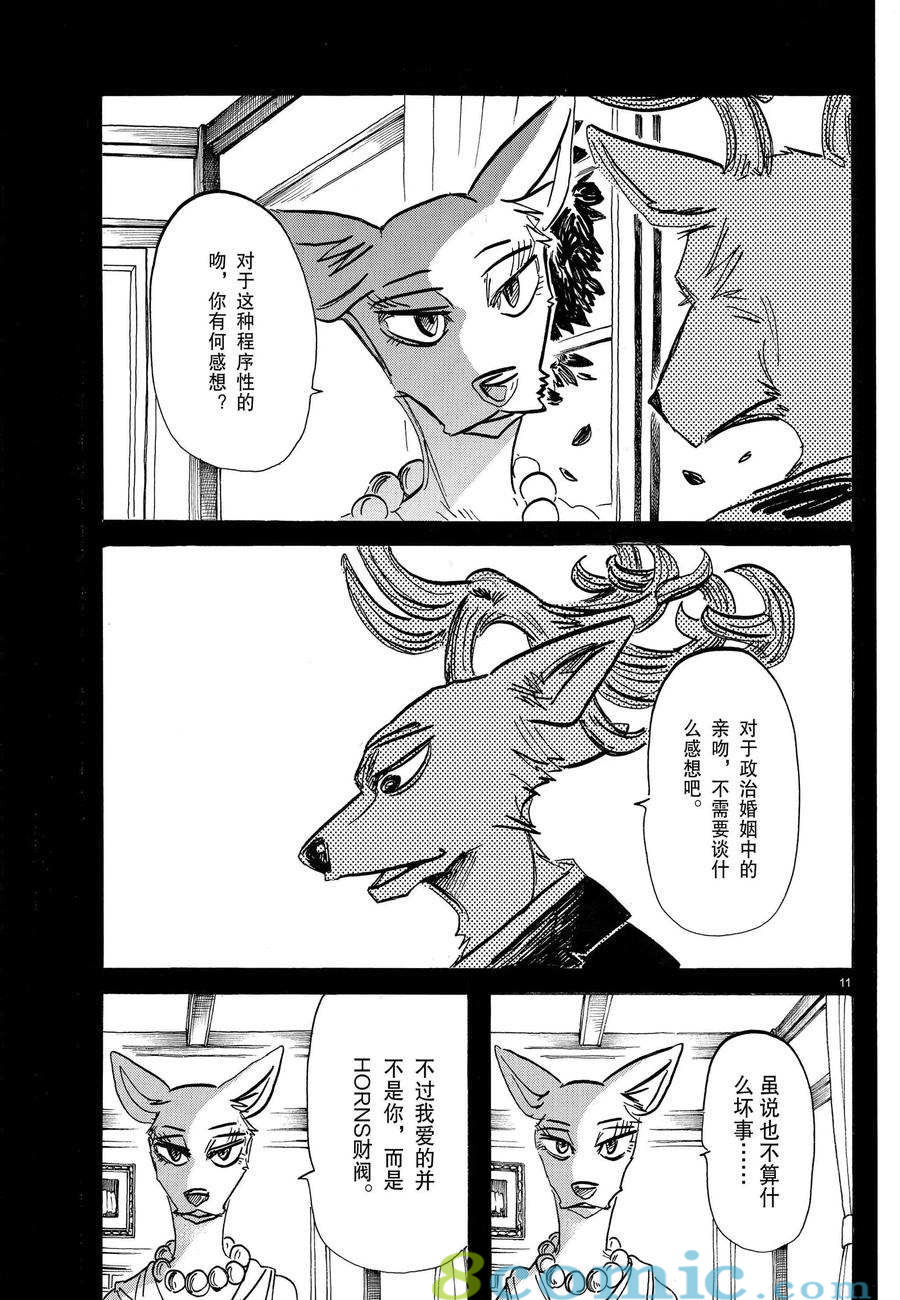 对于这种程序性的
吻，你有何感想？
对于政治婚姻中的
亲吻，不需要谈什
么感想吧。
11
虽说也不算什
么坏事……
不过我爱的并
不是你，而是
HORNS财阀。
8comic.com